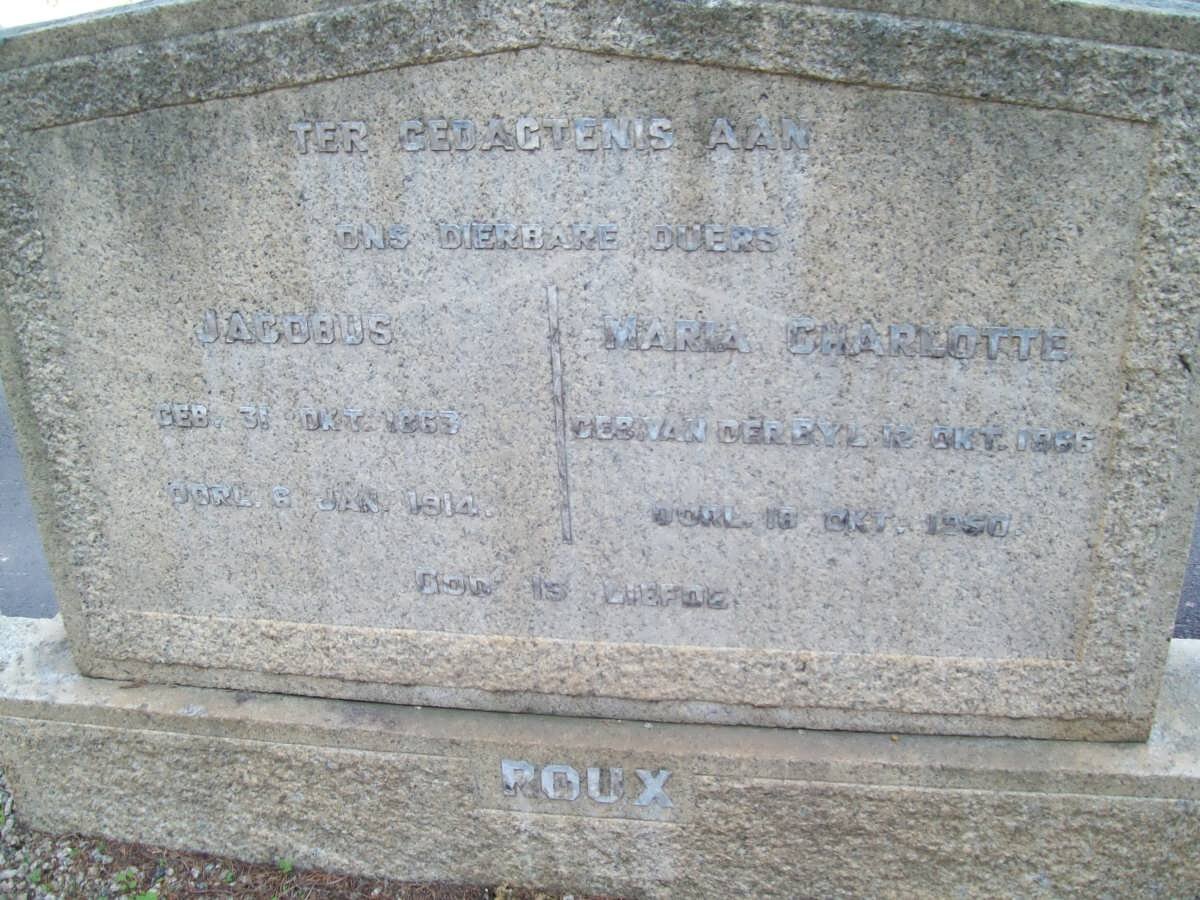 TER GEDAGTENIS AAN
ONS DIERBARE OUERS
JACOBUS
GEB. 31 OKT. 1863
OORL. 6 JAN. 1914.
MARIA CHARLOTTE
GEB. VAN DER BYL 12 OKT. 1866
OORL. 18 OKT. 1950.
GOD IS LIEFDE
ROUX